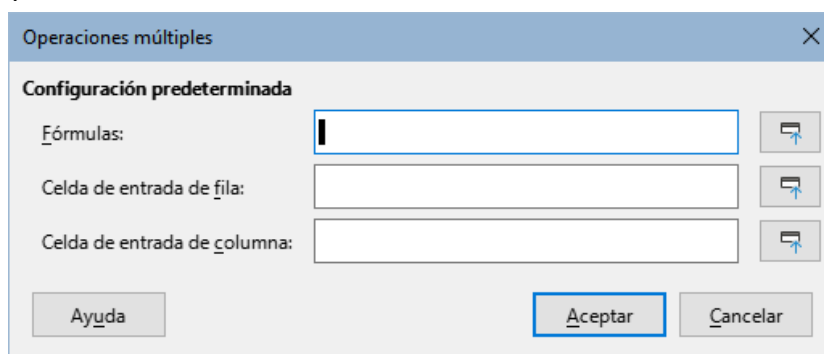 Operaciones múltiples
Configuración predeterminada
Fórmulas:
Celda de entrada de fila:
Celda de entrada de columna:
Ayuda Aceptar Cancelar